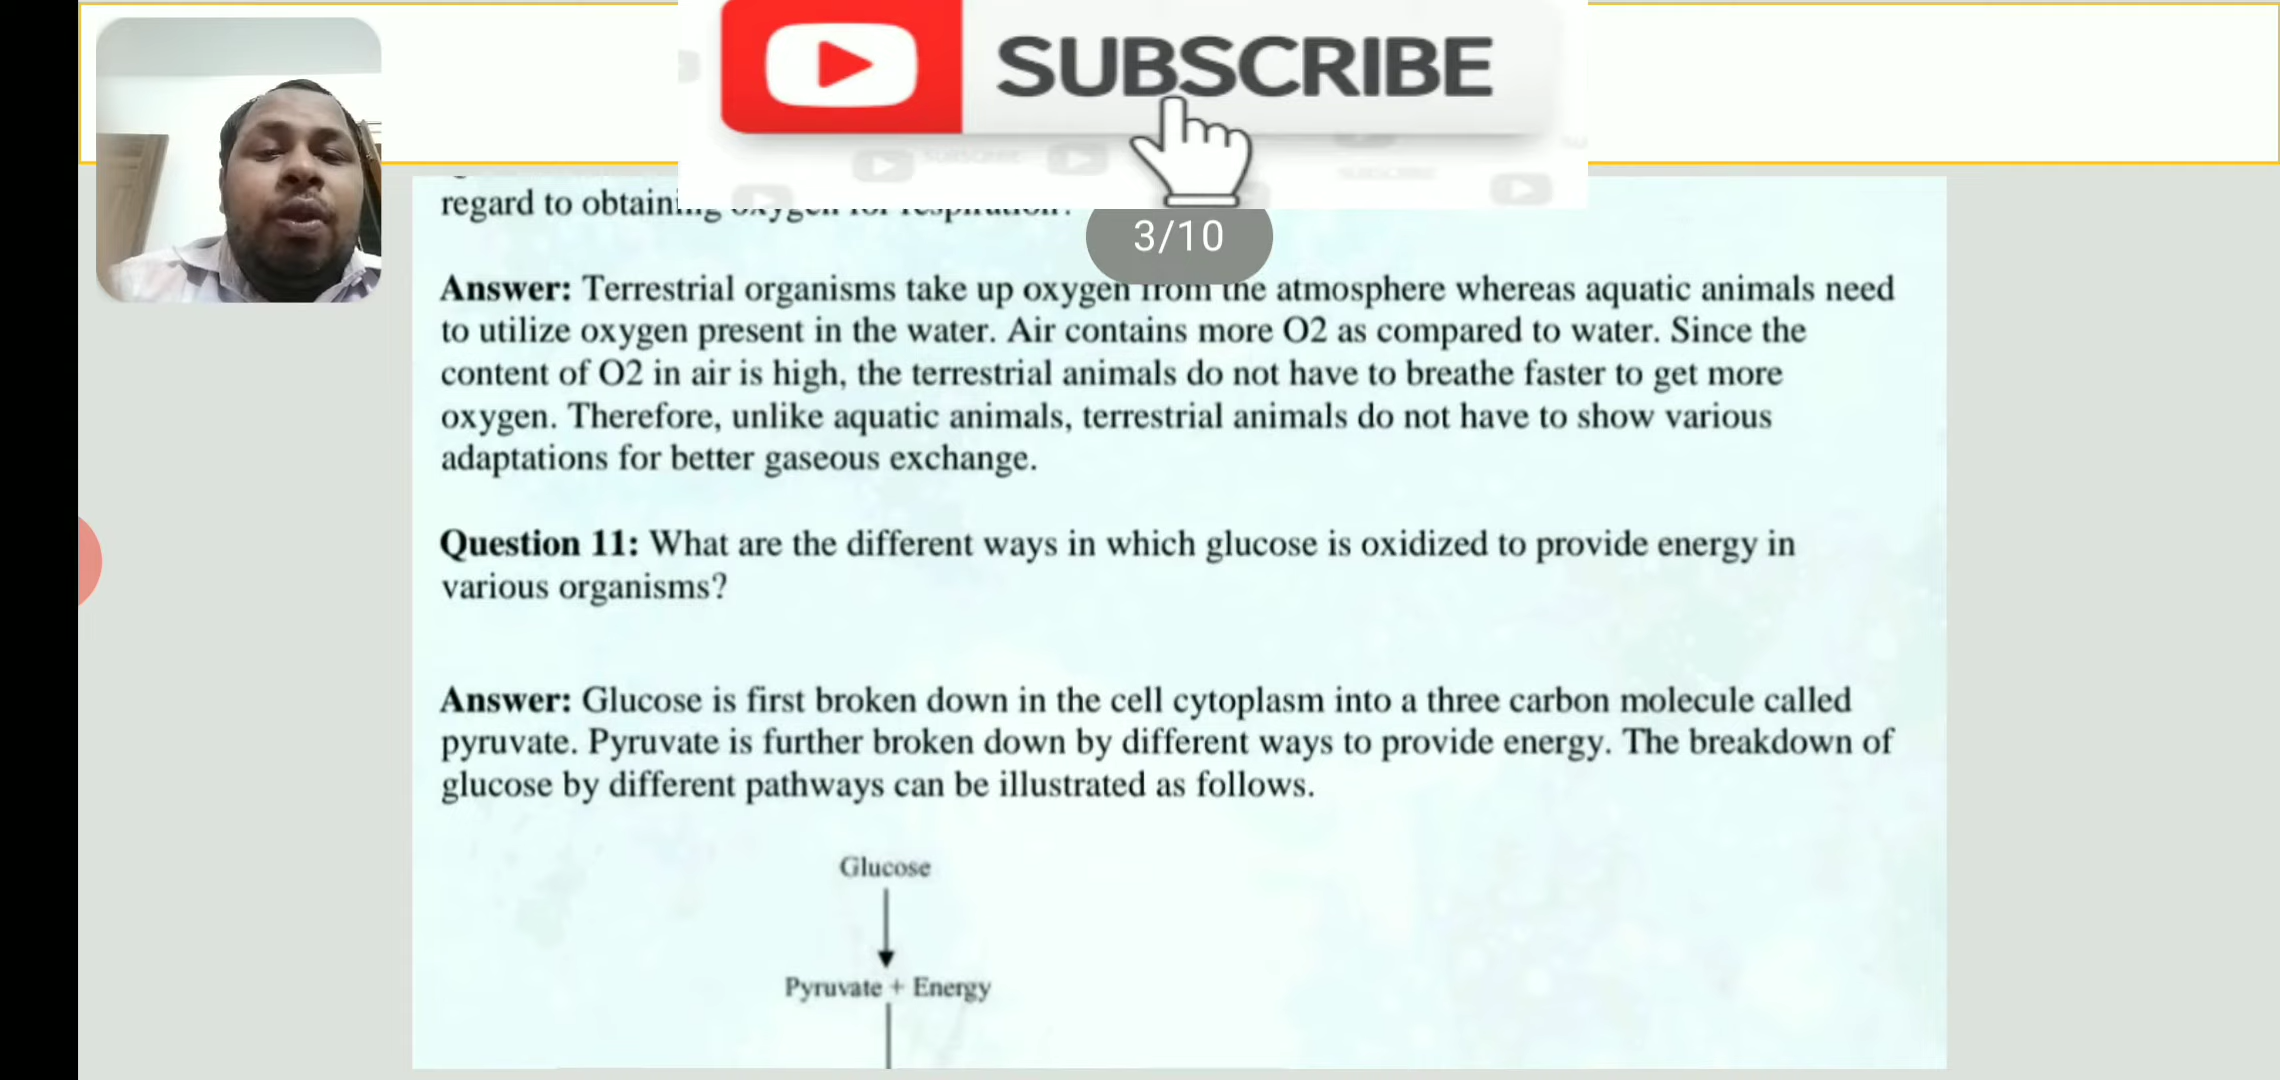 SUBSCRIBE
regard to obtaining oxygen for respiration?
3/10
Answer: Terrestrial organisms take up oxygen from the atmosphere whereas aquatic animals need
to utilize oxygen present in the water. Air contains more O2 as compared to water. Since the
content of O2 in air is high, the terrestrial animals do not have to breathe faster to get more
oxygen. Therefore, unlike aquatic animals, terrestrial animals do not have to show various
adaptations for better gaseous exchange.
Question 11: What are the different ways in which glucose is oxidized to provide energy in
various organisms?
Answer: Glucose is first broken down in the cell cytoplasm into a three carbon molecule called
pyruvate. Pyruvate is further broken down by different ways to provide energy. The breakdown of
glucose by different pathways can be illustrated as follows.
Glucose
Pyruvate + Energy